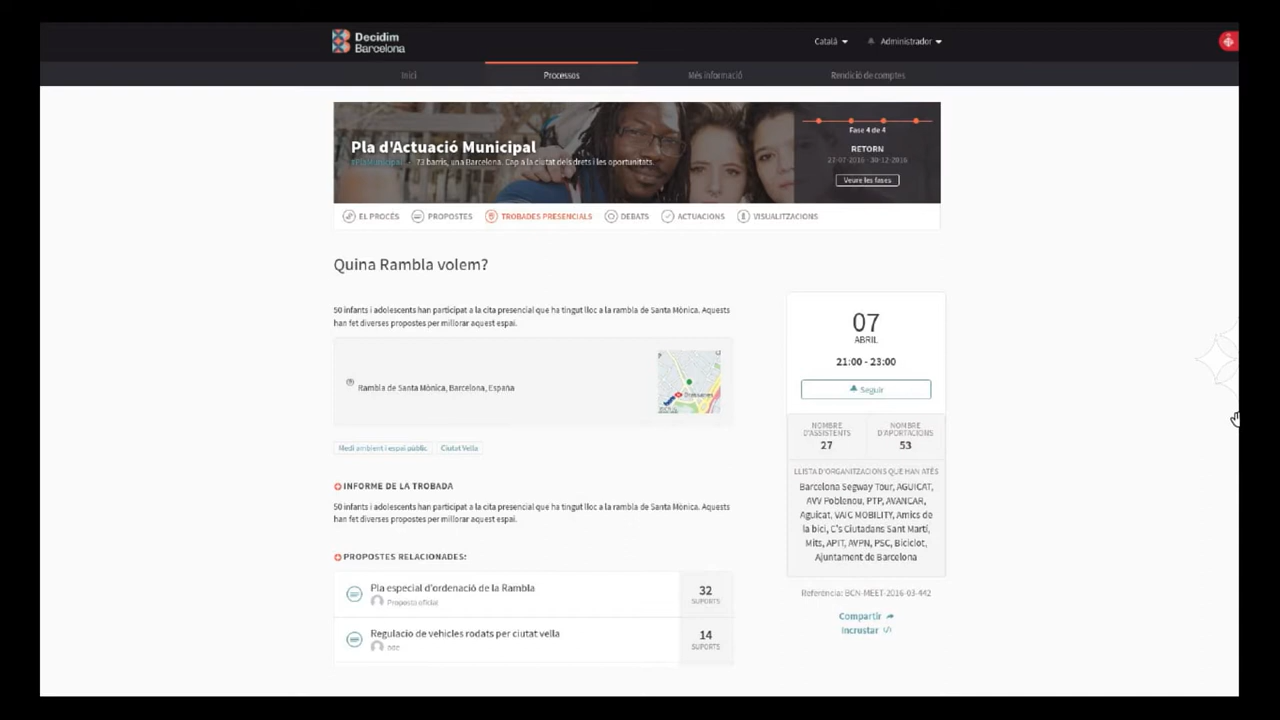 Decidim
Barcelona
Català
Administrador
Inici
Processos
Més informació
Rendició de comptes
Pla d'Actuació Municipal
#PlaMunicipal 73 barris, una Barcelona. Cap a la ciutat dels drets i les oportunitats.
Fase 4 de 4
RETORN
27-07-2016 - 30-12-2016
Veure les fases
EL PROCÉS
PROPOSTES
TROBADES PRESENCIALS
DEBATS
ACTUACIONS
VISUALITZACIONS
Quina Rambla volem?
50 infants i adolescents han participat a la cita presencial que ha tingut lloc a la rambla de Santa Mònica. Aquests
han fet diverses propostes per millorar aquest espai.
Rambla de Santa Mònica, Barcelona, España
Drassanes
Medi ambient i espai públic
Ciutat Vella
INFORME DE LA TROBADA
50 infants i adolescents han participat a la cita presencial que ha tingut lloc a la rambla de Santa Mònica. Aquests
han fet diverses propostes per millorar aquest espai.
PROPOSTES RELACIONADES:
Pla especial d'ordenació de la Rambla
Proposta oficial
32
SUPORTS
Regulacio de vehicles rodats per ciutat vella
14
SUPORTS
07
ABRIL
21:00 - 23:00
Seguir
NOMBRE
D'ASSISTENTS
27
NOMBRE
D'APORTACIONS
53
LLISTA D'ORGANITZACIONS QUE HAN ATÈS
Barcelona Segway Tour, AGUICAT,
AVV Poblenou, PTP, AVANCAR,
Aguicat, VAIC MOBILITY, Amics de
la bici, C's Ciutadans Sant Martí,
Mits, APIT, AVPN, PSC, Biciclot,
Ajuntament de Barcelona
Referència: BCN-MEET-2016-03-442
Compartir
Incrustar